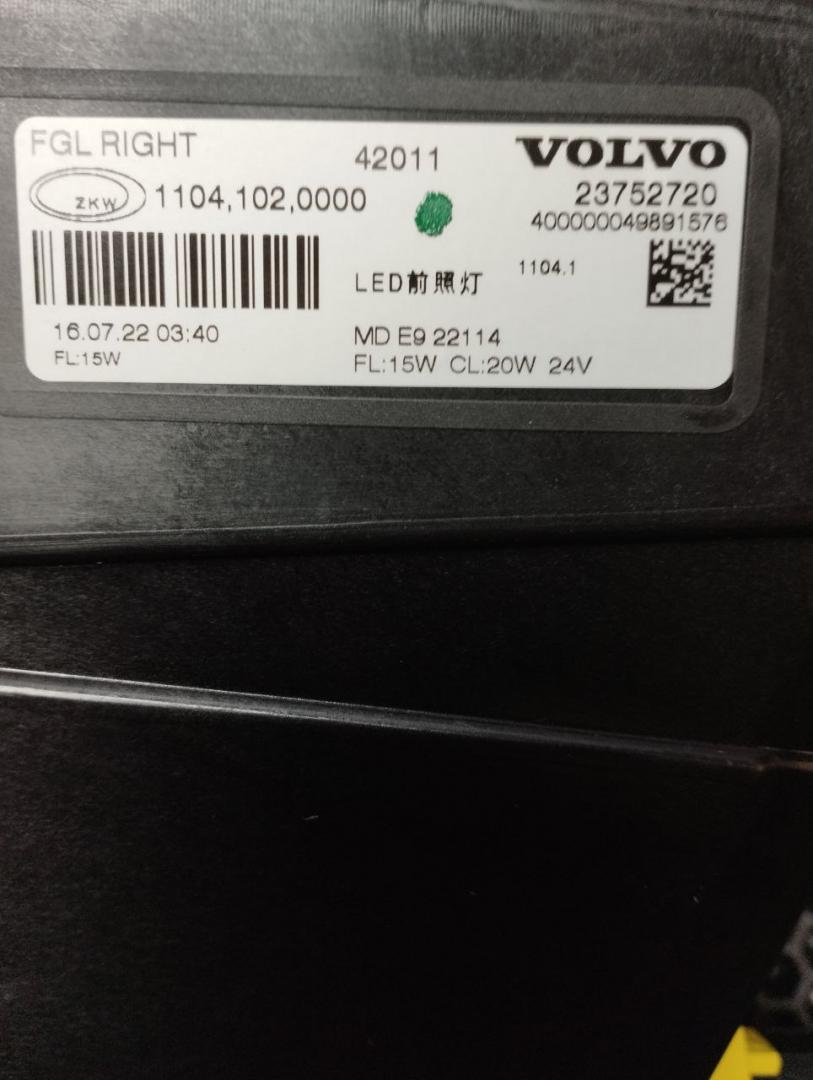 FGL RIGHT
42011
VOLVO
ZKW
1104,102,0000
23752720
400000049891576
LED前照灯
1104.1
16.07.22 03:40
MD E9 22114
FL:15W
FL:15W CL:20W 24V